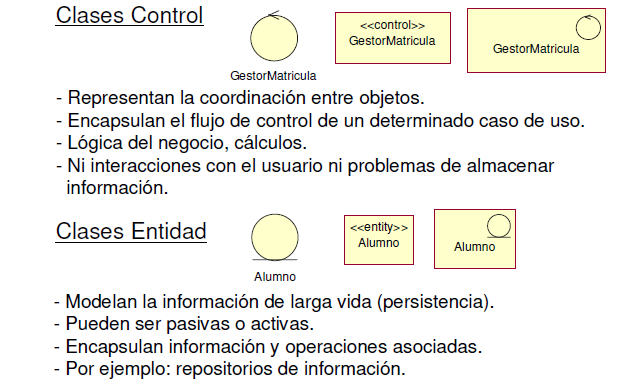 Clases Control
<<control>>
GestorMatricula
GestorMatricula
GestorMatricula
- Representan la coordinación entre objetos.
- Encapsulan el flujo de control de un determinado caso de uso.
- Lógica del negocio, cálculos.
- Ni interacciones con el usuario ni problemas de almacenar
información.
Clases Entidad
<<entity>>
Alumno
Alumno
Alumno
- Modelan la información de larga vida (persistencia).
- Pueden ser pasivas o activas.
- Encapsulan información y operaciones asociadas.
- Por ejemplo: repositorios de información.